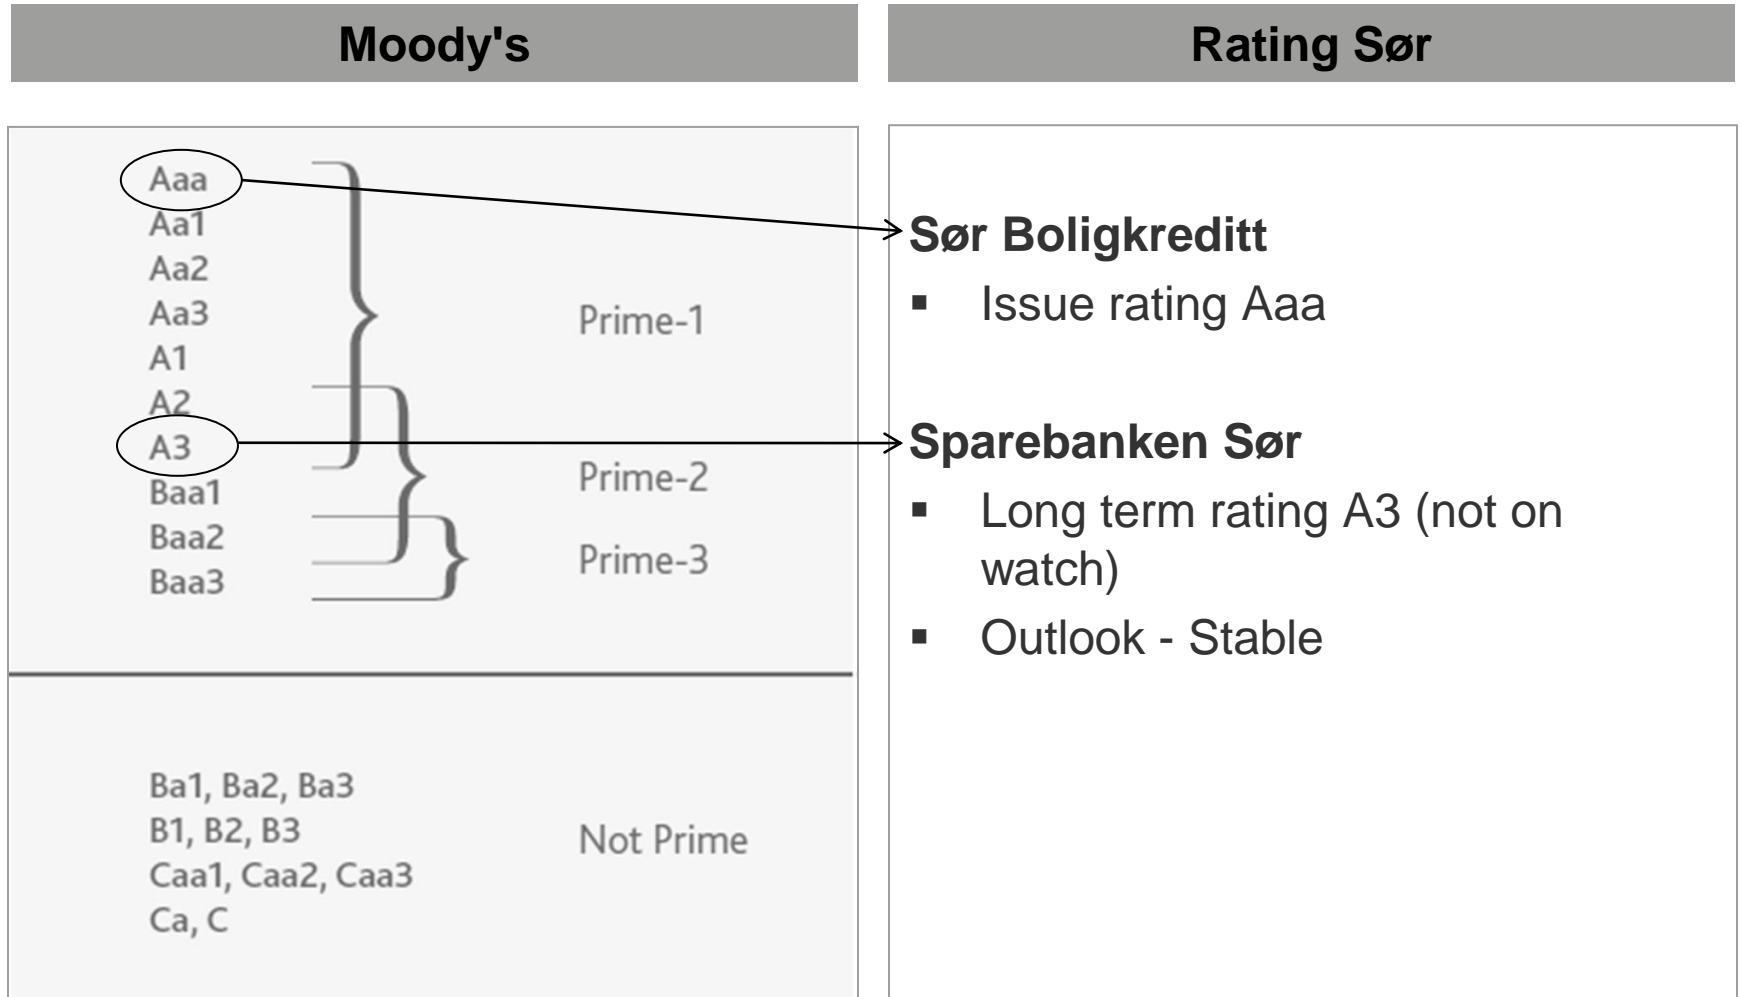 Moody's
Aaa
Aa1
Aa2
Aa3
A1
A2
A3
Baa1
Baa2
Baa3
Prime-1
Prime-2
Prime-3
Ba1, Ba2, Ba3
B1, B2, B3
Caa1, Caa2, Caa3
Ca, C
Not Prime
Rating Sør
Sør Boligkreditt
▪ Issue rating Aaa
Sparebanken Sør
▪ Long term rating A3 (not on
watch)
▪ Outlook - Stable